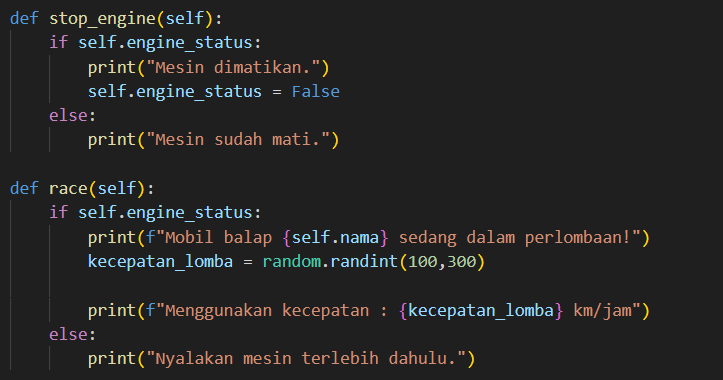 def stop_engine(self):
    if self.engine_status:
        print("Mesin dimatikan.")
        self.engine_status = False
    else:
        print("Mesin sudah mati.")

def race(self):
    if self.engine_status:
        print(f"Mobil balap {self.nama} sedang dalam perlombaan!")
        kecepatan_lomba = random.randint(100,300)

        print(f"Menggunakan kecepatan : {kecepatan_lomba} km/jam")
    else:
        print("Nyalakan mesin terlebih dahulu.")